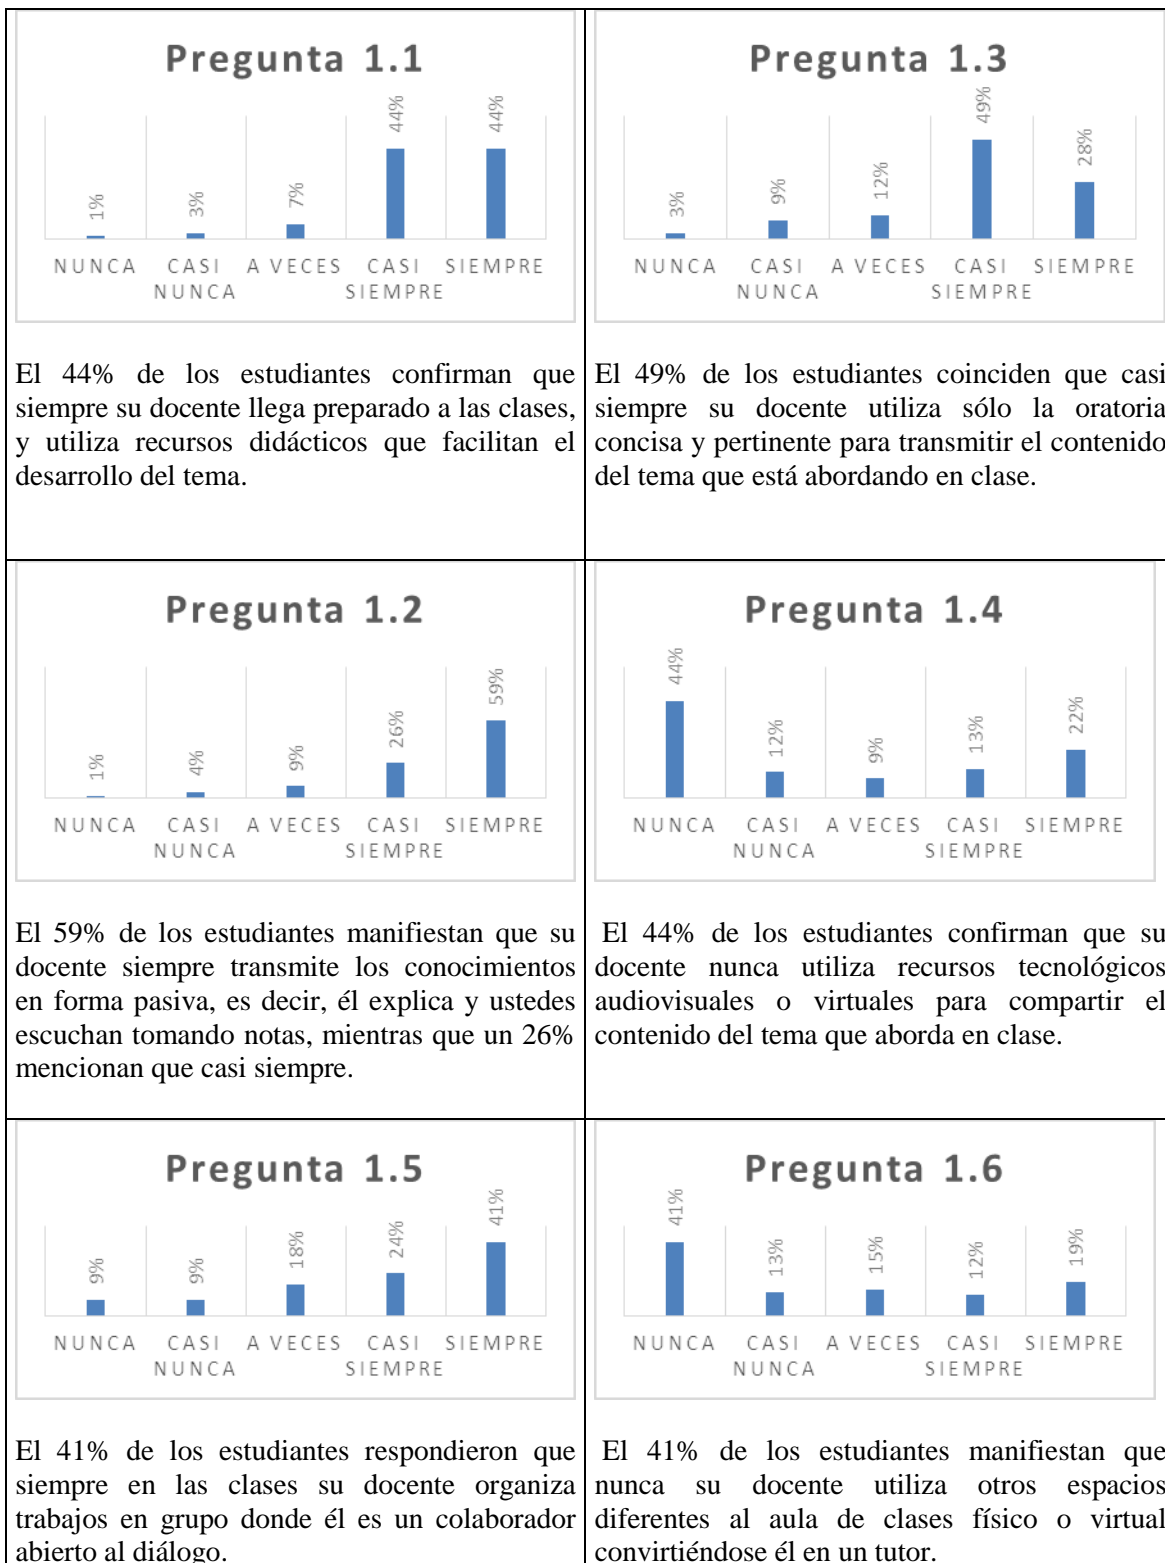 Pregunta 1.1
44%
44%
7%
3%
1%
NUNCA CASI NUNCA A VECES CASI SIEMPRE SIEMPRE
El 44% de los estudiantes confirman que
siempre su docente llega preparado a las clases,
y utiliza recursos didácticos que facilitan el
desarrollo del tema.
Pregunta 1.3
49%
28%
12%
9%
3%
NUNCA CASI NUNCA A VECES CASI SIEMPRE SIEMPRE
El 49% de los estudiantes coinciden que casi
siempre su docente utiliza sólo la oratoria
concisa y pertinente para transmitir el contenido
del tema que está abordando en clase.
Pregunta 1.2
59%
26%
9%
4%
1%
NUNCA CASI NUNCA A VECES CASI SIEMPRE SIEMPRE
El 59% de los estudiantes manifiestan que su
docente siempre transmite los conocimientos
en forma pasiva, es decir, él explica y ustedes
escuchan tomando notas, mientras que un 26%
mencionan que casi siempre.
Pregunta 1.4
44%
22%
13%
12%
9%
NUNCA CASI NUNCA A VECES CASI SIEMPRE SIEMPRE
El 44% de los estudiantes confirman que su
docente nunca utiliza recursos tecnológicos
audiovisuales o virtuales para compartir el
contenido del tema que aborda en clase.
Pregunta 1.5
41%
24%
18%
9%
9%
NUNCA CASI NUNCA A VECES CASI SIEMPRE SIEMPRE
El 41% de los estudiantes respondieron que
siempre en las clases su docente organiza
trabajos en grupo donde él es un colaborador
abierto al diálogo.
Pregunta 1.6
41%
19%
15%
13%
12%
NUNCA CASI NUNCA A VECES CASI SIEMPRE SIEMPRE
El 41% de los estudiantes manifiestan que
nunca su docente utiliza otros espacios
diferentes al aula de clases físico o virtual
convirtiéndose él en un tutor.